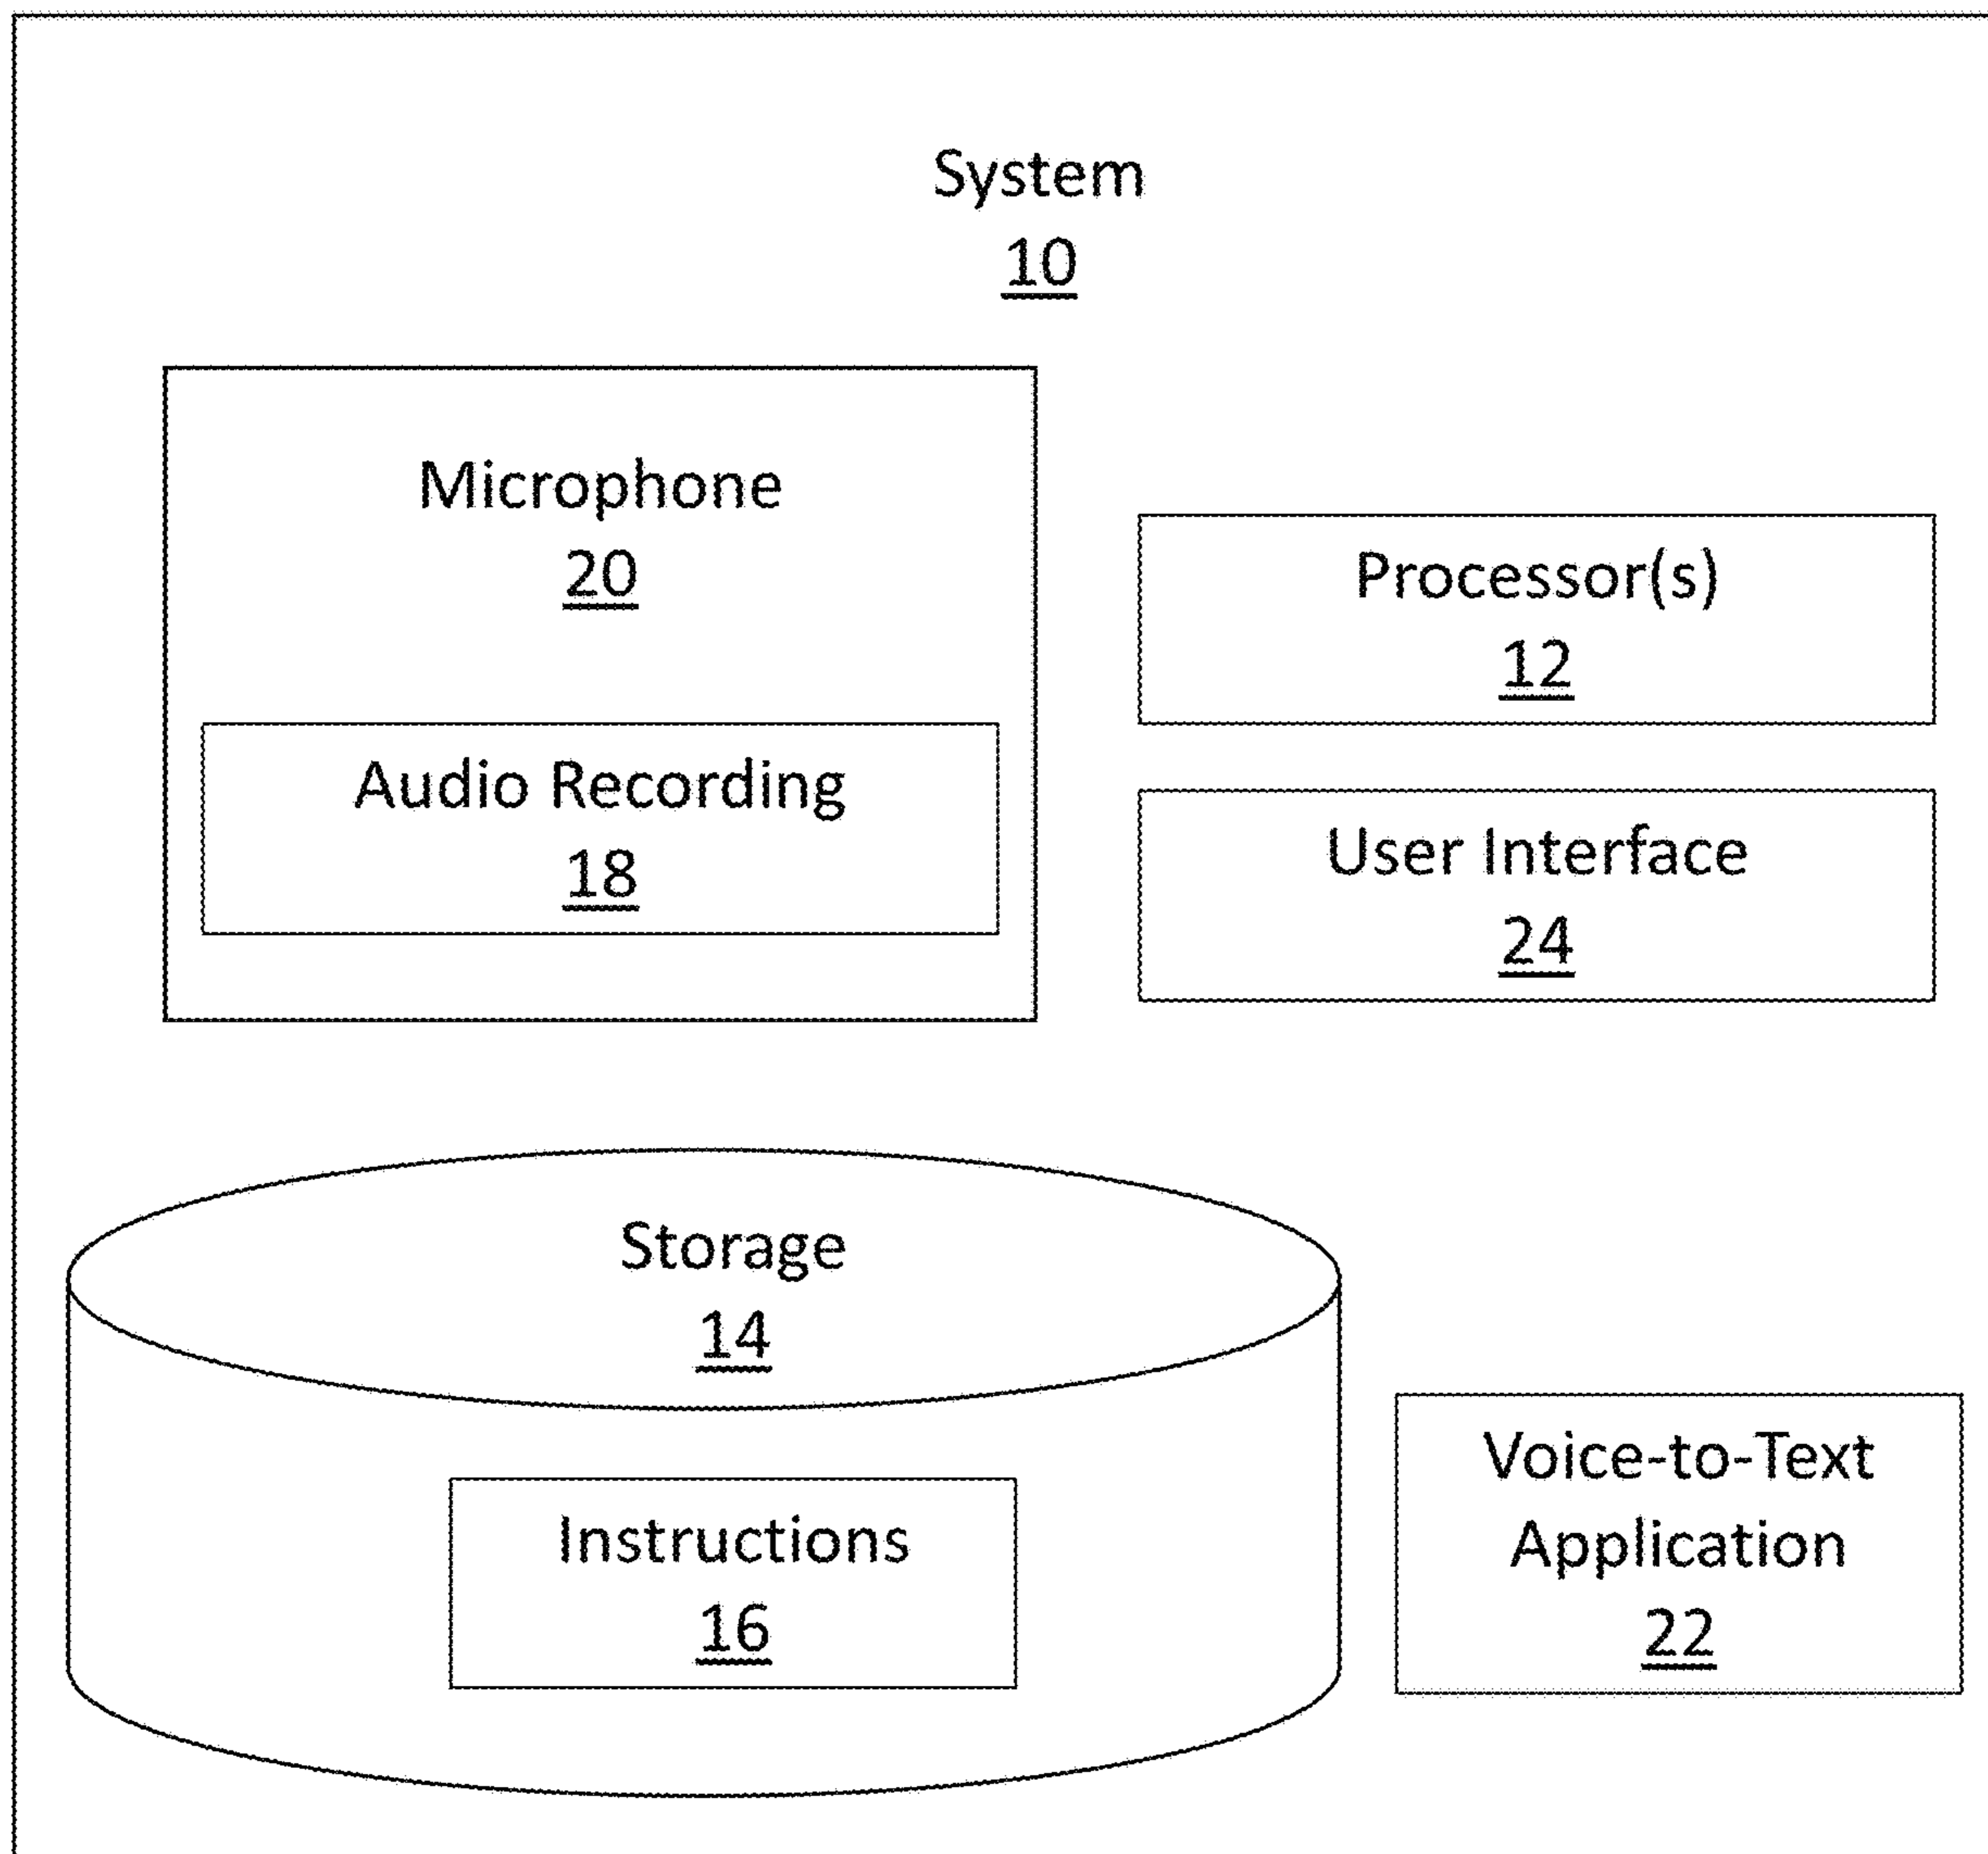 System
10
Microphone
20
Audio Recording
18
Processor(s)
12
User Interface
24
Storage
14
Instructions
16
Voice-to-Text
Application
22